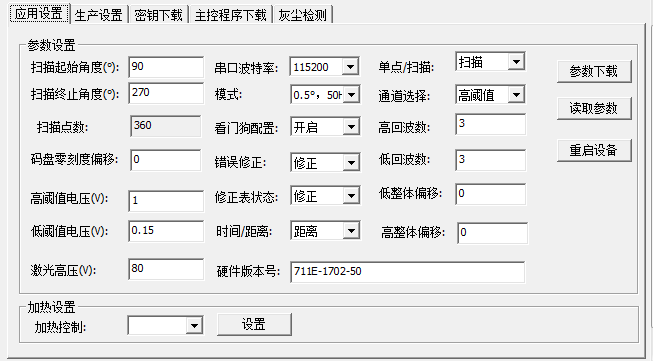 应用设置 生产设置 密钥下载 主控程序下载 灰尘检测
参数设置
扫描起始角度(°): 90 串口波特率: 115200 单点/扫描: 扫描 参数下载
扫描终止角度(°): 270 模式: 0.5°，50H 通道选择: 高阈值 读取参数
扫描点数: 360 看门狗配置: 开启 高回波数: 3 重启设备
码盘零刻度偏移: 0 错误修正: 修正 低回波数: 3
高阈值电压(V): 1 修正表状态: 修正 低整体偏移: 0
低阈值电压(V): 0.15 时间/距离: 距离 高整体偏移: 0
激光高压(V): 80 硬件版本号: 711E-1702-50
加热设置
加热控制: 设置